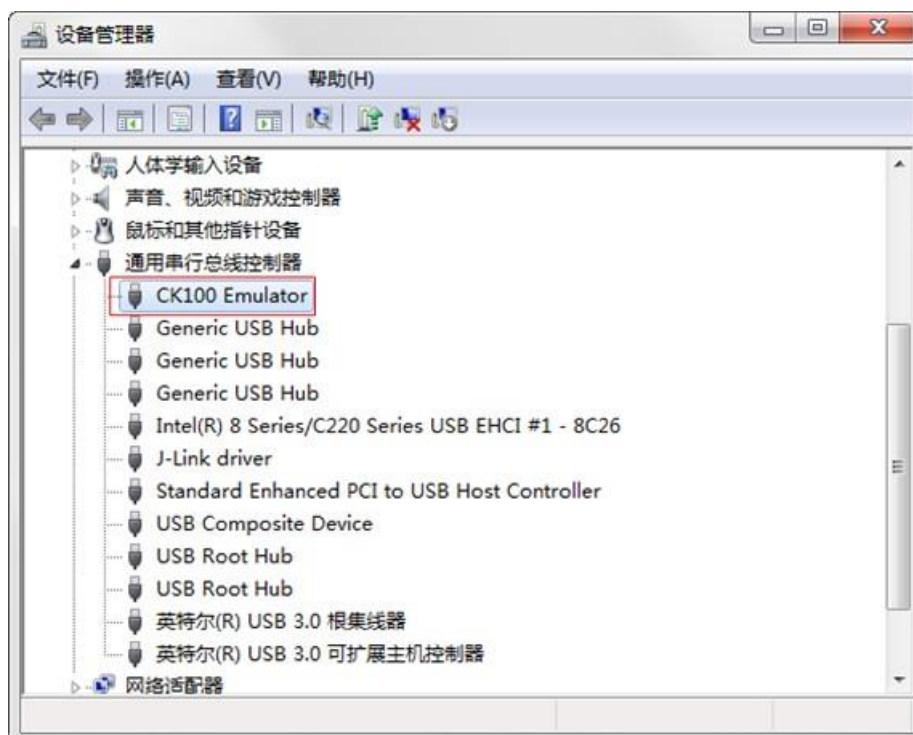 设备管理器
文件(F) 操作(A) 查看(V) 帮助(H)
人体学输入设备
声音、视频和游戏控制器
鼠标和其他指针设备
通用串行总线控制器
CK100 Emulator
Generic USB Hub
Generic USB Hub
Generic USB Hub
Intel(R) 8 Series/C220 Series USB EHCI #1 - 8C26
J-Link driver
Standard Enhanced PCI to USB Host Controller
USB Composite Device
USB Root Hub
USB Root Hub
英特尔(R) USB 3.0 根集线器
英特尔(R) USB 3.0 可扩展主机控制器
网络适配器